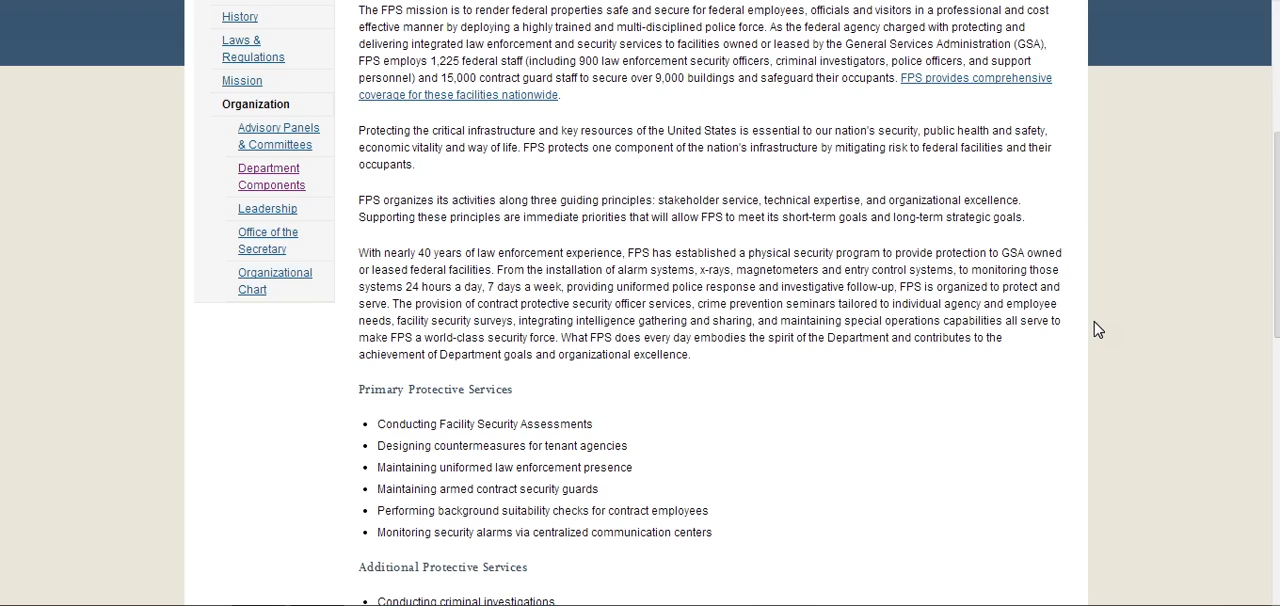 History
Laws &
Regulations
Mission
Organization
Advisory Panels
& Committees
Department
Components
Leadership
Office of the
Secretary
Organizational
Chart
The FPS mission is to render federal properties safe and secure for federal employees, officials and visitors in a professional and cost
effective manner by deploying a highly trained and multi-disciplined police force. As the federal agency charged with protecting and
delivering integrated law enforcement and security services to facilities owned or leased by the General Services Administration (GSA),
FPS employs 1,225 federal staff (including 900 law enforcement security officers, criminal investigators, police officers, and support
personnel) and 15,000 contract guard staff to secure over 9,000 buildings and safeguard their occupants. FPS provides comprehensive
coverage for these facilities nationwide.
Protecting the critical infrastructure and key resources of the United States is essential to our nation's security, public health and safety,
economic vitality and way of life. FPS protects one component of the nation's infrastructure by mitigating risk to federal facilities and their
occupants.
FPS organizes its activities along three guiding principles: stakeholder service, technical expertise, and organizational excellence.
Supporting these principles are immediate priorities that will allow FPS to meet its short-term goals and long-term strategic goals.
With nearly 40 years of law enforcement experience, FPS has established a physical security program to provide protection to GSA owned
or leased federal facilities. From the installation of alarm systems, x-rays, magnetometers and entry control systems, to monitoring those
systems 24 hours a day, 7 days a week, providing uniformed police response and investigative follow-up, FPS is organized to protect and
serve. The provision of contract protective security officer services, crime prevention seminars tailored to individual agency and employee
needs, facility security surveys, integrating intelligence gathering and sharing, and maintaining special operations capabilities all serve to
make FPS a world-class security force. What FPS does every day embodies the spirit of the Department and contributes to the
achievement of Department goals and organizational excellence.
Primary Protective Services
• Conducting Facility Security Assessments
• Designing countermeasures for tenant agencies
• Maintaining uniformed law enforcement presence
• Maintaining armed contract security guards
• Performing background suitability checks for contract employees
• Monitoring security alarms via centralized communication centers
Additional Protective Services
• Conducting criminal investigations